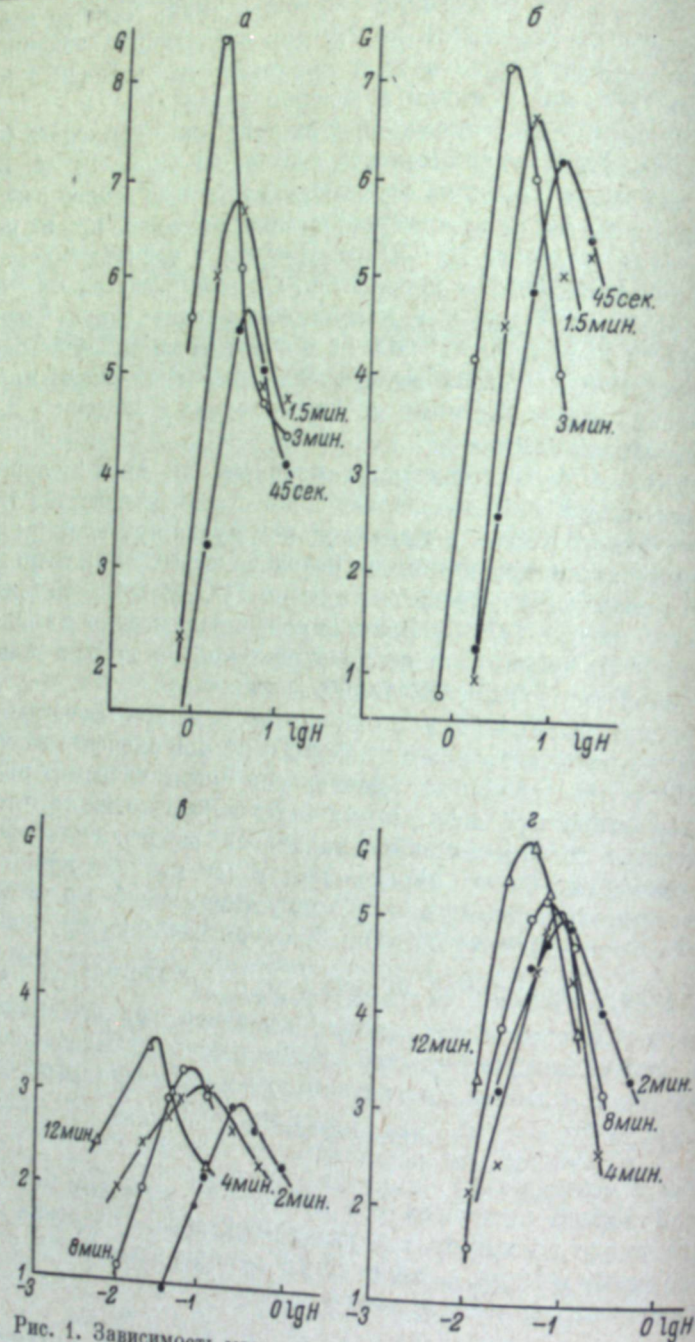 а
G
8
7
6
5
4
3
2
1.5мин.
3мин.
45сек.
0 1 lgH
б
G
7
6
5
4
3
2
1
45сек.
1.5мин.
3мин.
0 1 lgH
в
G
4
3
2
1
12мин.
8мин.
4мин.
2мин.
-3 -2 -1 0 lgH
г
G
5
4
3
2
1
12мин.
2мин.
8мин.
4мин.
-3 -2 -1 0 lgH
Рис. 1. Зависимость